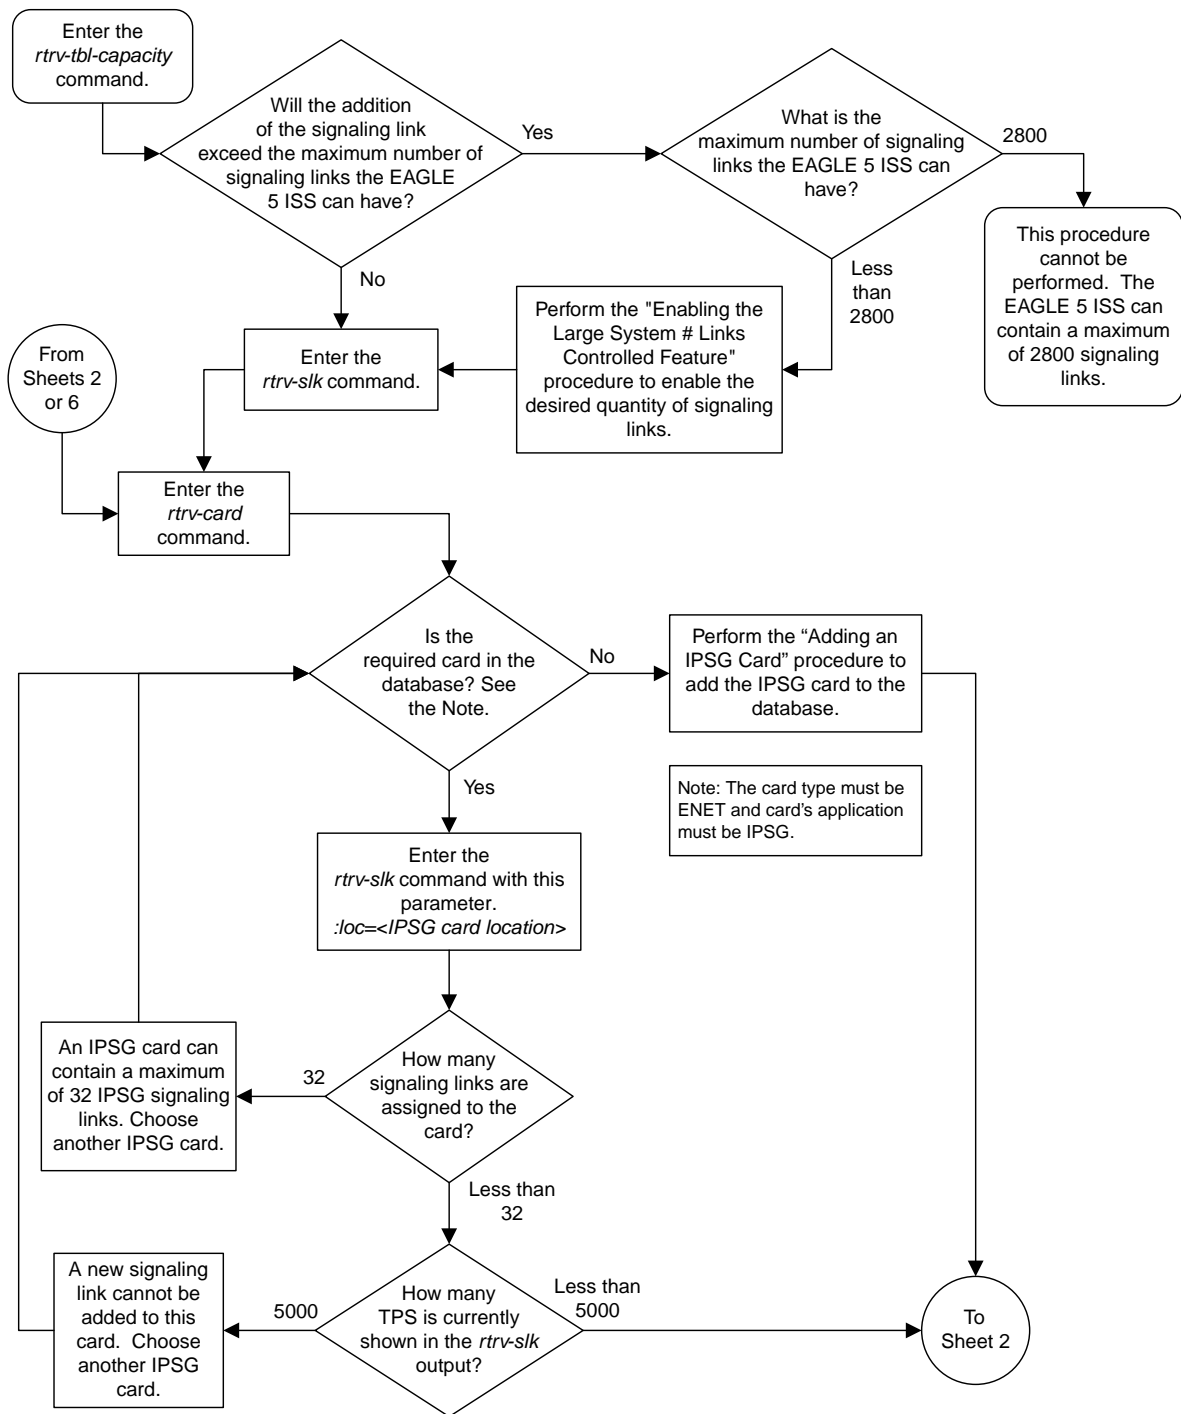 Enter the
rtrv-tbl-capacity
command.
Will the addition
of the signaling link
exceed the maximum number of
signaling links the EAGLE
5 ISS can have?
Yes
What is the
maximum number of signaling
links the EAGLE 5 ISS can
have?
2800
This procedure
cannot be
performed.  The
EAGLE 5 ISS can
contain a maximum
of 2800 signaling
links.
No
Less
than
2800
Perform the "Enabling the
Large System # Links
Controlled Feature"
procedure to enable the
desired quantity of signaling
links.
Enter the
rtrv-slk command.
From
Sheets 2
or 6
Enter the
rtrv-card
command.
Is the
required card in the
database? See
the Note.
No
Perform the “Adding an
IPSG Card” procedure to
add the IPSG card to the
database.
Yes
Note: The card type must be
ENET and card’s application
must be IPSG.
Enter the
rtrv-slk command with this
parameter.
:loc=<IPSG card location>
How many
signaling links are
assigned to the
card?
32
An IPSG card can
contain a maximum
of 32 IPSG signaling
links. Choose
another IPSG card.
Less than
32
How many
TPS is currently
shown in the rtrv-slk
output?
5000
A new signaling
link cannot be
added to this
card.  Choose
another IPSG
card.
Less than
5000
To
Sheet 2